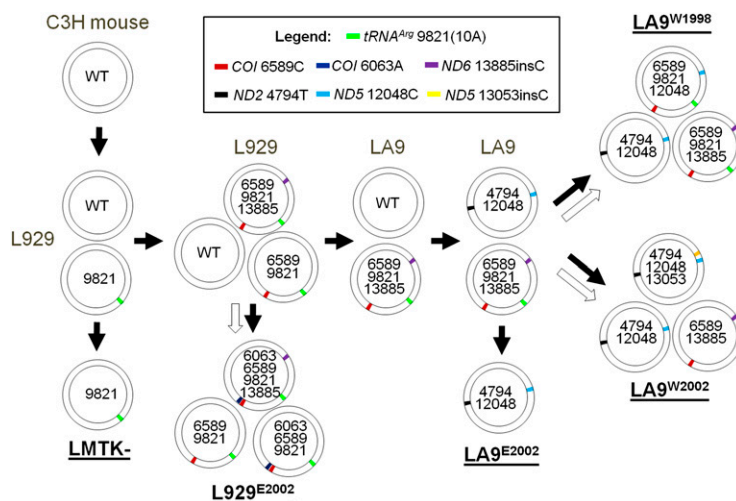 C3H mouse
WT
L929
WT
9821
9821
LMTK-
Legend: tRNAArg 9821(10A)
COI 6589C COI 6063A ND6 13885insC
ND2 4794T ND5 12048C ND5 13053insC
L929
6589
9821
13885
WT
6589
9821
6063
6589
9821
13885
6589
9821
6063
6589
9821
L929E2002
LA9
WT
6589
9821
13885
LA9
4794
12048
6589
9821
13885
4794
12048
LA9E2002
LA9W1998
6589
9821
12048
4794
12048
6589
9821
13885
4794
12048
13053
4794
12048
6589
13885
LA9W2002